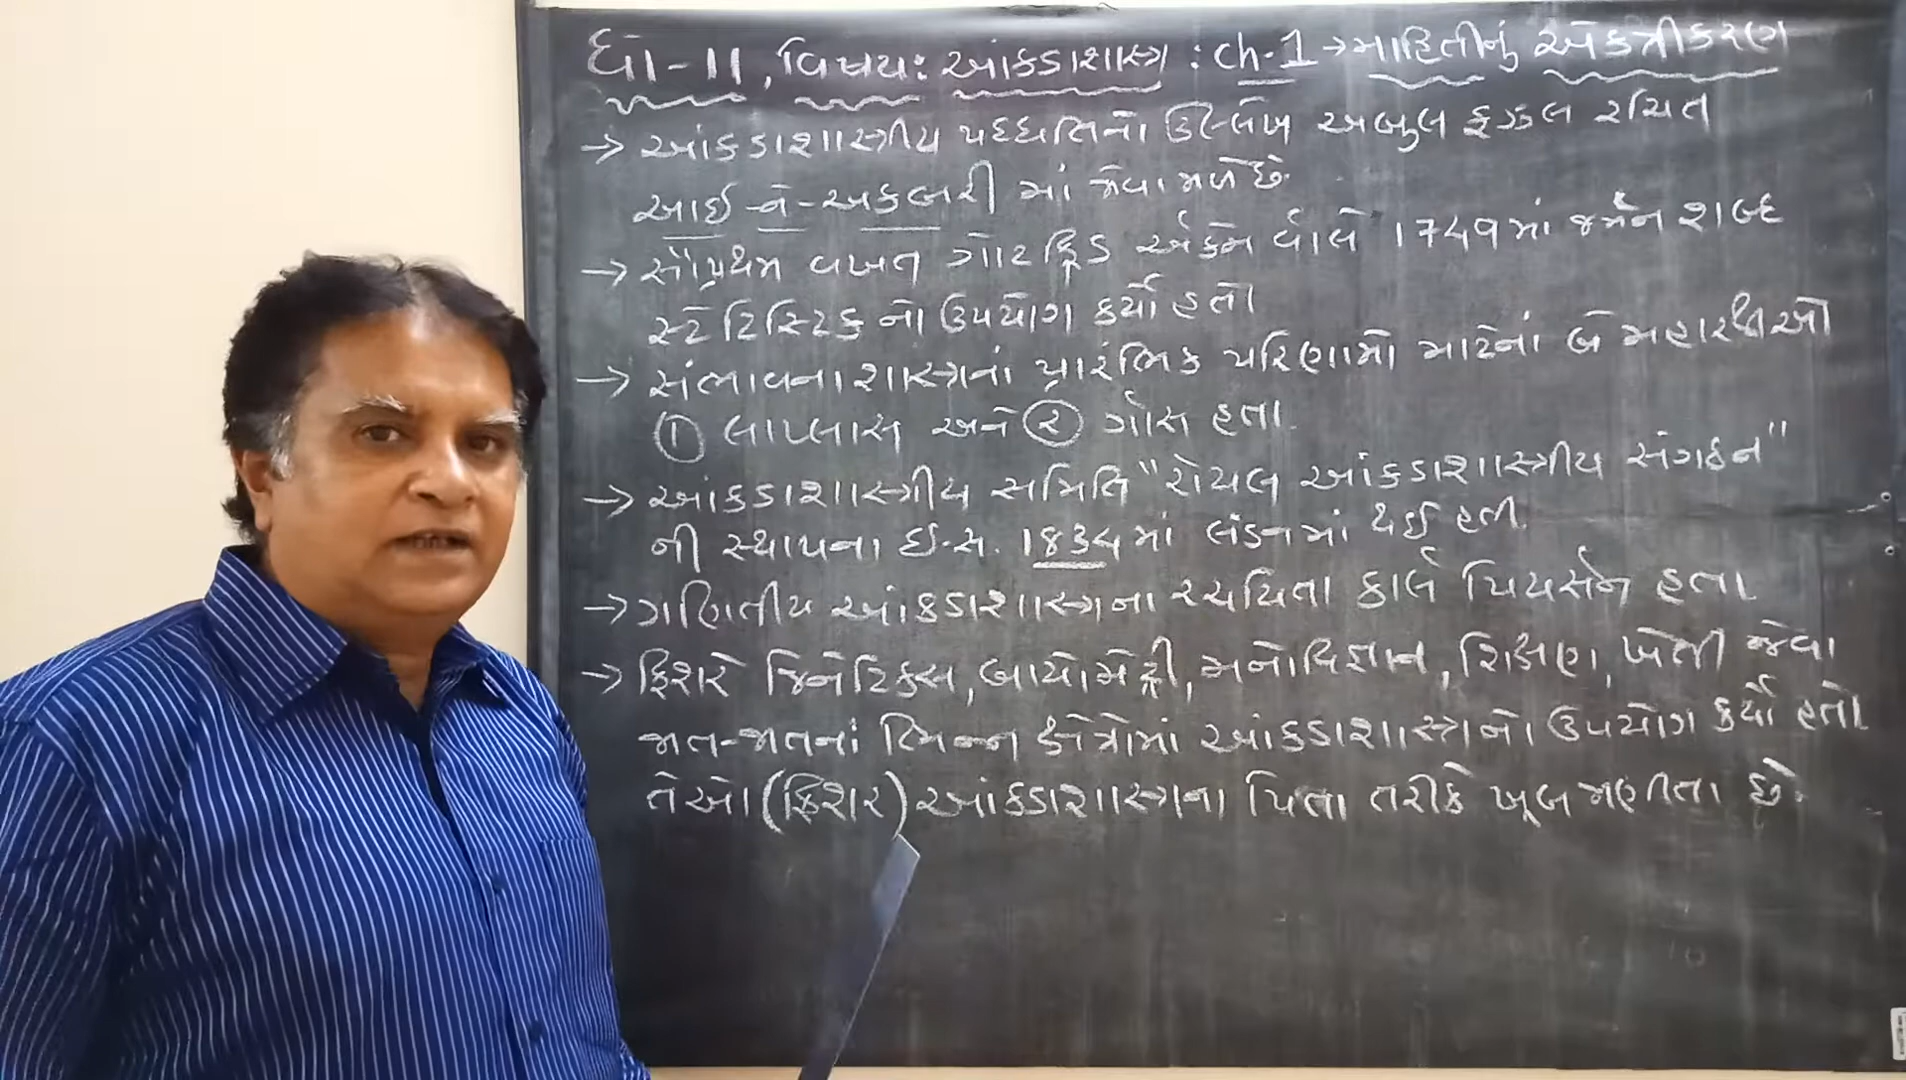 ધો-11, વિષય: આંકડાશાસ્ત્ર : ch-1 → માહિતીનું એકત્રીકરણ
→ આંકડાશાસ્ત્રીય પધ્ધતિનો ઉલ્લેખ અબુલ ફઝલ રચિત
આઈ-ને-અકબરી માં જોવા મળે છે.
→ સૌપ્રથમ વખત ગોટફ્રિડ એકેન વોલે 1749માં જર્મન શબ્દ
સ્ટેટિસ્ટિક નો ઉપયોગ કર્યો હતો
→ સંભાવનાશાસ્ત્રનાં પ્રારંભિક પરિણામો માટેનાં બે મહારથીઓ
① લાપ્લાસ અને ② ગૉસ હતા.
→ આંકડાશાસ્ત્રીય સમિતિ "રોયલ આંકડાશાસ્ત્રીય સંગઠન"
ની સ્થાપના ઈ.સ. 1834માં લંડનમાં થઈ હતી.
→ ગણિતીય આંકડાશાસ્ત્રના રચયિતા કાર્લ પિયર્સન હતા
→ ફિશરે જિનેટિક્સ, બાયોમેટ્રી, મનોવિજ્ઞાન, શિક્ષણ, ખેતી જેવા
જાત-જાતનાં ભિન્ન ક્ષેત્રોમાં આંકડાશાસ્ત્રનો ઉપયોગ કર્યો હતો
તેઓ (ફિશર) આંકડાશાસ્ત્રના પિતા તરીકે ખૂબ જાણીતા છે.